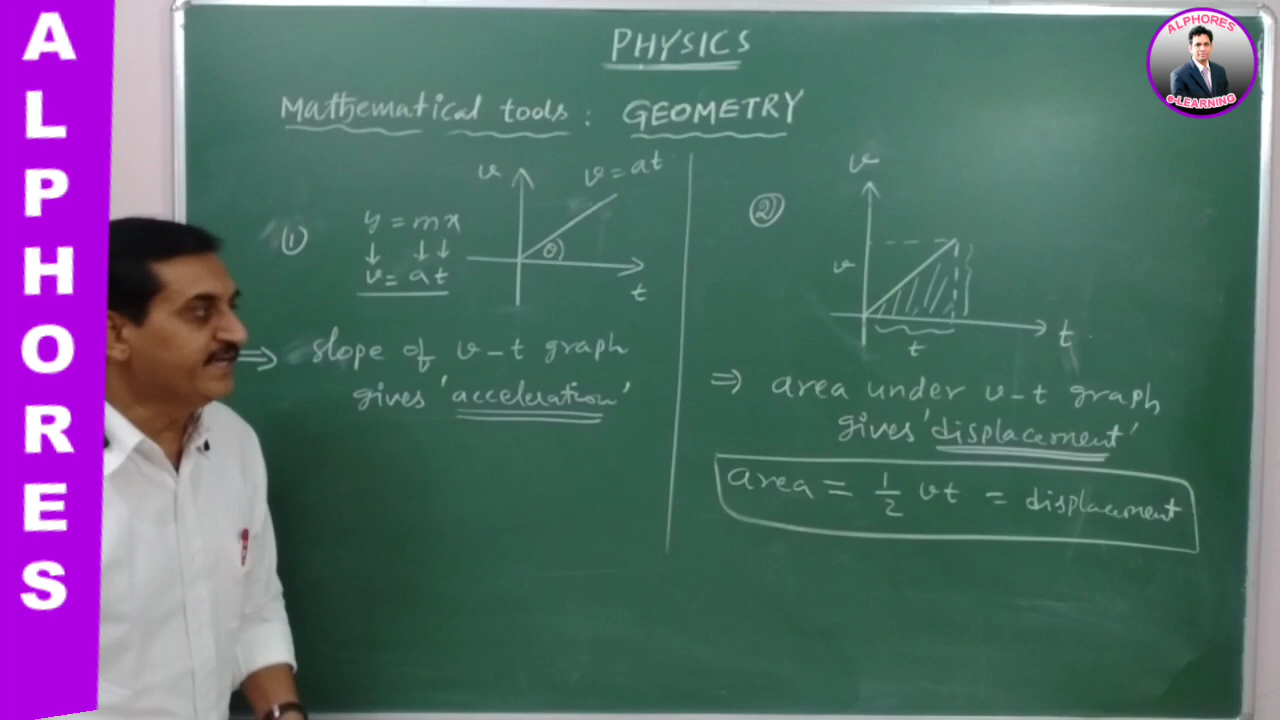 ALPHORES
ALPHORES
e-LEARNING
PHYSICS
Mathematical tools : GEOMETRY
①
y = mx
↓ ↓ ↓
v = at
v
v = at
θ
t
⇒ slope of v-t graph
gives 'acceleration'
②
v
v
t
t
⇒ area under v-t graph
gives 'displacement'
area = 1/2 vt = displacement